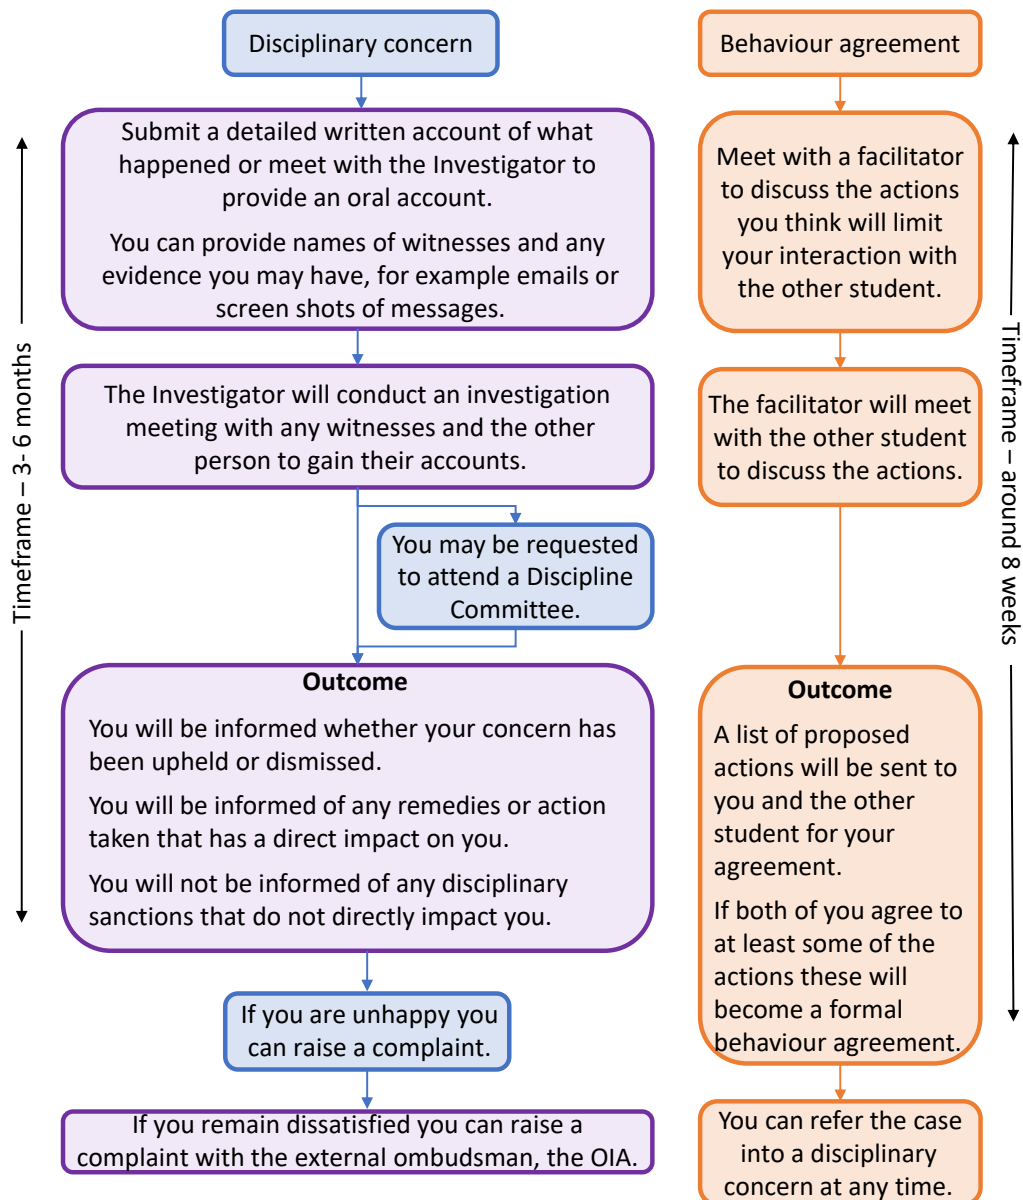 Disciplinary concern
Submit a detailed written account of what
happened or meet with the Investigator to
provide an oral account.
You can provide names of witnesses and any
evidence you may have, for example emails or
screen shots of messages.
The Investigator will conduct an investigation
meeting with any witnesses and the other
person to gain their accounts.
You may be requested
to attend a Discipline
Committee.
Outcome
You will be informed whether your concern has
been upheld or dismissed.
You will be informed of any remedies or action
taken that has a direct impact on you.
You will not be informed of any disciplinary
sanctions that do not directly impact you.
If you are unhappy you
can raise a complaint.
If you remain dissatisfied you can raise a
complaint with the external ombudsman, the OIA.
Timeframe – 3- 6 months
Behaviour agreement
Meet with a facilitator
to discuss the actions
you think will limit
your interaction with
the other student.
The facilitator will meet
with the other student
to discuss the actions.
Outcome
A list of proposed
actions will be sent to
you and the other
student for your
agreement.
If both of you agree to
at least some of the
actions these will
become a formal
behaviour agreement.
You can refer the case
into a disciplinary
concern at any time.
Timeframe – around 8 weeks